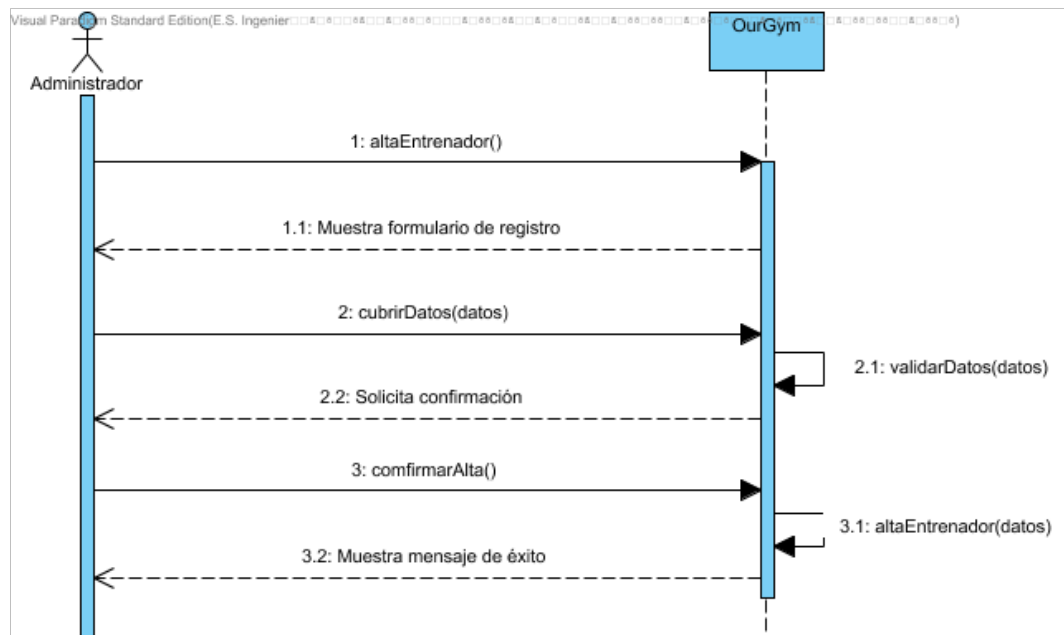 Visual Paradigm Standard Edition(E.S. Ingenier
OurGym
Administrador
1: altaEntrenador()
1.1: Muestra formulario de registro
2: cubrirDatos(datos)
2.1: validarDatos(datos)
2.2: Solicita confirmación
3: comfirmarAlta()
3.1: altaEntrenador(datos)
3.2: Muestra mensaje de éxito